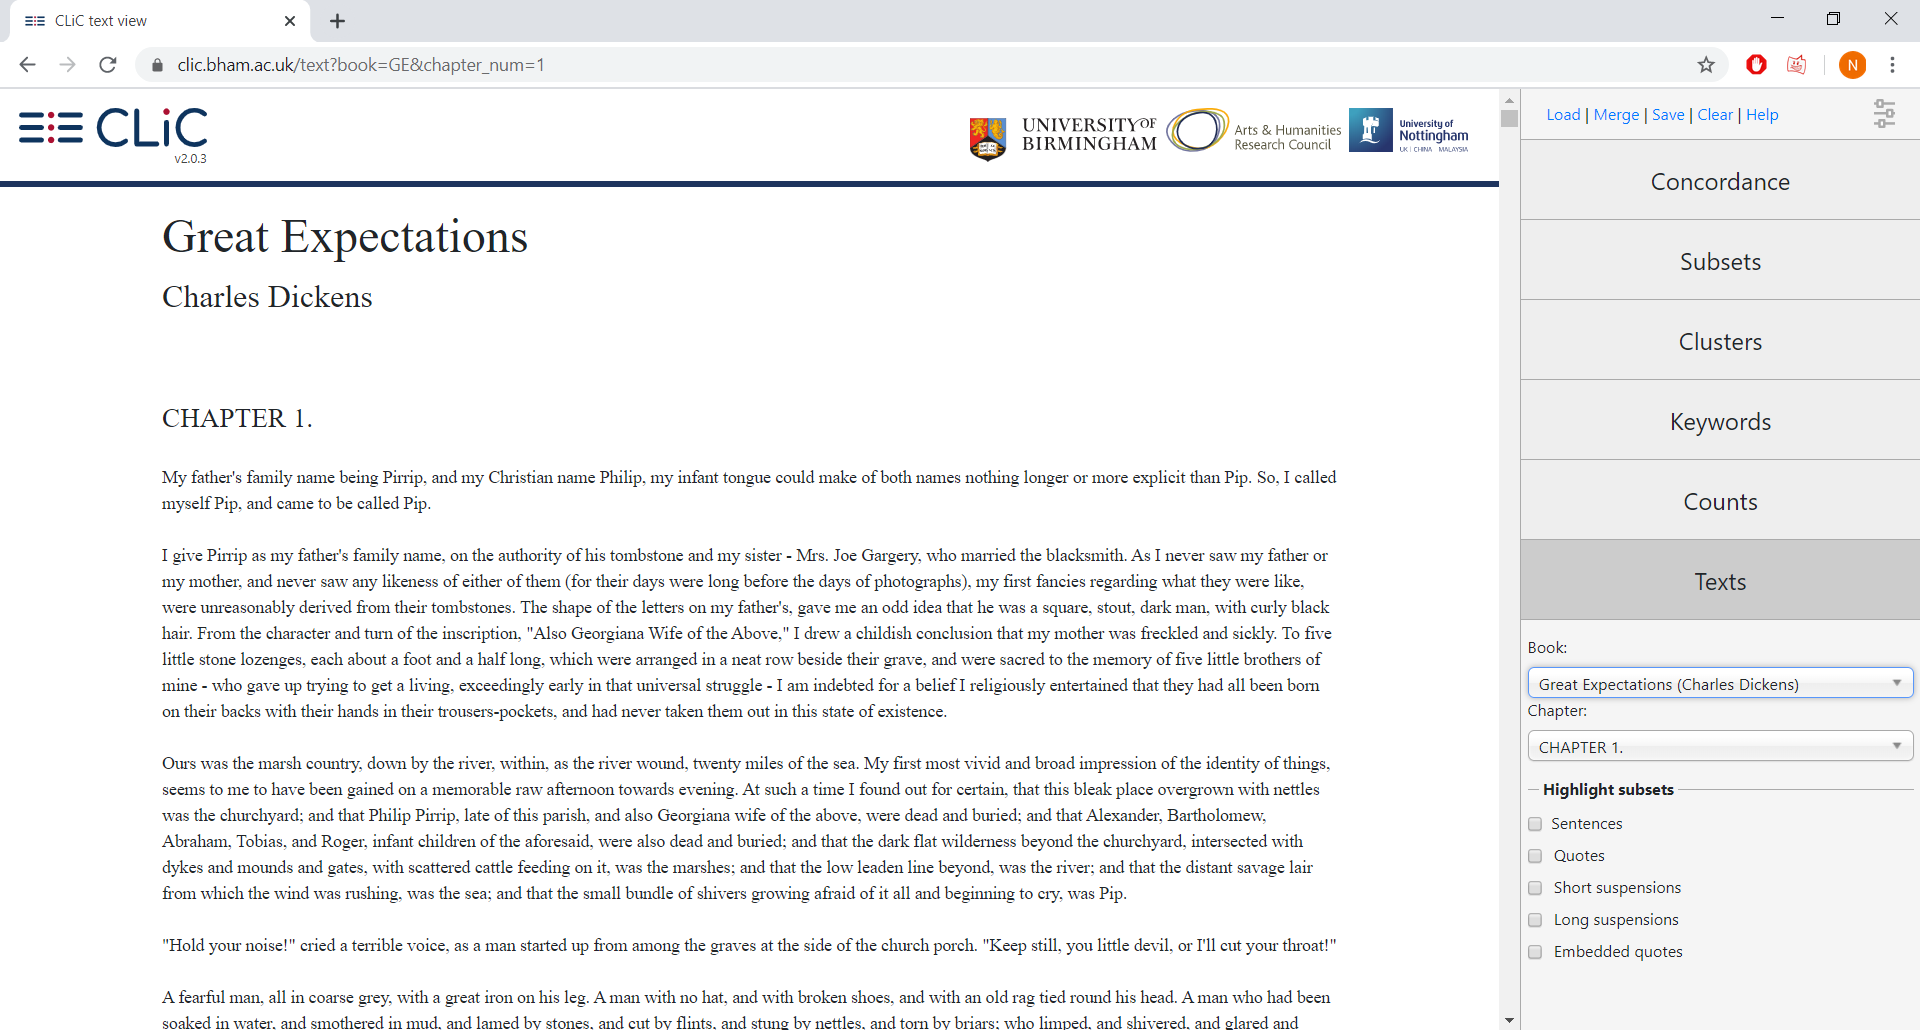 CLiC text view
clic.bham.ac.uk/text?book=GE&chapter_num=1
N
CLiC
v2.0.3
UNIVERSITY OF
BIRMINGHAM
Arts & Humanities
Research Council
University of
Nottingham
UK | CHINA | MALAYSIA
Great Expectations
Charles Dickens
CHAPTER 1.
My father's family name being Pirrip, and my Christian name Philip, my infant tongue could make of both names nothing longer or more explicit than Pip. So, I called
myself Pip, and came to be called Pip.
I give Pirrip as my father's family name, on the authority of his tombstone and my sister - Mrs. Joe Gargery, who married the blacksmith. As I never saw my father or
my mother, and never saw any likeness of either of them (for their days were long before the days of photographs), my first fancies regarding what they were like,
were unreasonably derived from their tombstones. The shape of the letters on my father's, gave me an odd idea that he was a square, stout, dark man, with curly black
hair. From the character and turn of the inscription, "Also Georgiana Wife of the Above," I drew a childish conclusion that my mother was freckled and sickly. To five
little stone lozenges, each about a foot and a half long, which were arranged in a neat row beside their grave, and were sacred to the memory of five little brothers of
mine - who gave up trying to get a living, exceedingly early in that universal struggle - I am indebted for a belief I religiously entertained that they had all been born
on their backs with their hands in their trousers-pockets, and had never taken them out in this state of existence.
Ours was the marsh country, down by the river, within, as the river wound, twenty miles of the sea. My first most vivid and broad impression of the identity of things,
seems to me to have been gained on a memorable raw afternoon towards evening. At such a time I found out for certain, that this bleak place overgrown with nettles
was the churchyard; and that Philip Pirrip, late of this parish, and also Georgiana wife of the above, were dead and buried; and that Alexander, Bartholomew,
Abraham, Tobias, and Roger, infant children of the aforesaid, were also dead and buried; and that the dark flat wilderness beyond the churchyard, intersected with
dykes and mounds and gates, with scattered cattle feeding on it, was the marshes; and that the low leaden line beyond, was the river; and that the distant savage lair
from which the wind was rushing, was the sea; and that the small bundle of shivers growing afraid of it all and beginning to cry, was Pip.
"Hold your noise!" cried a terrible voice, as a man started up from among the graves at the side of the church porch. "Keep still, you little devil, or I'll cut your throat!"
A fearful man, all in coarse grey, with a great iron on his leg. A man with no hat, and with broken shoes, and with an old rag tied round his head. A man who had been
soaked in water, and smothered in mud, and lamed by stones, and cut by flints, and stung by nettles, and torn by briars; who limped, and shivered, and glared and
Load | Merge | Save | Clear | Help
Concordance
Subsets
Clusters
Keywords
Counts
Texts
Book:
Great Expectations (Charles Dickens)
Chapter:
CHAPTER 1.
Highlight subsets
Sentences
Quotes
Short suspensions
Long suspensions
Embedded quotes